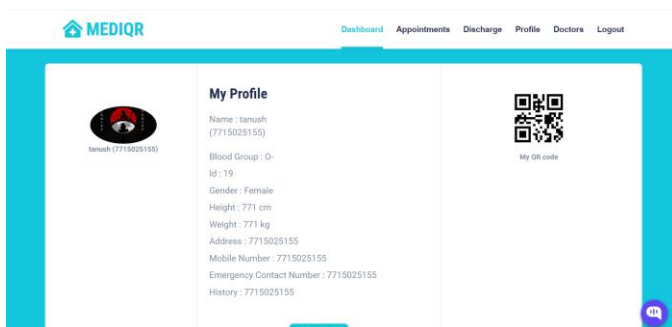 MEDIQR
Dashboard Appointments Discharge Profile Doctors Logout
tanush (7715025155)
My Profile
Name : tanush
(7715025155)
Blood Group : O-
Id : 19
Gender : Female
Height : 771 cm
Weight : 771 kg
Address : 7715025155
Mobile Number : 7715025155
Emergency Contact Number : 7715025155
History : 7715025155
My QR code